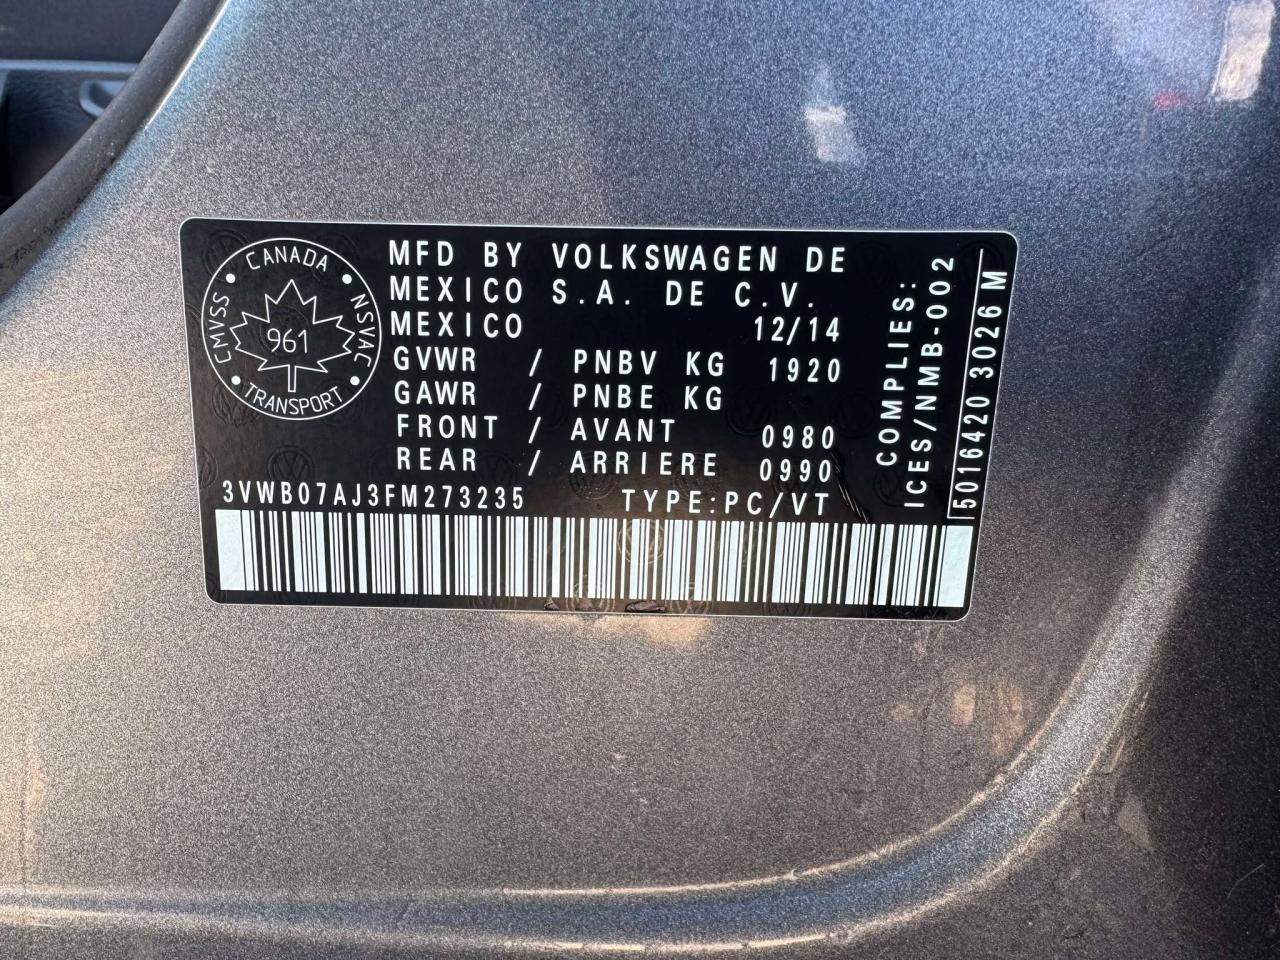 CANADA
CMVSS
NSVAC
961
TRANSPORT
MFD BY VOLKSWAGEN DE
MEXICO S.A. DE C.V.
MEXICO 12/14
GVWR / PNBV KG 1920
GAWR / PNBE KG
FRONT / AVANT 0980
REAR / ARRIERE 0990
3VWB07AJ3FM273235 TYPE:PC/VT
COMPLIES:
ICES/NMB-002
5016420 3026 M